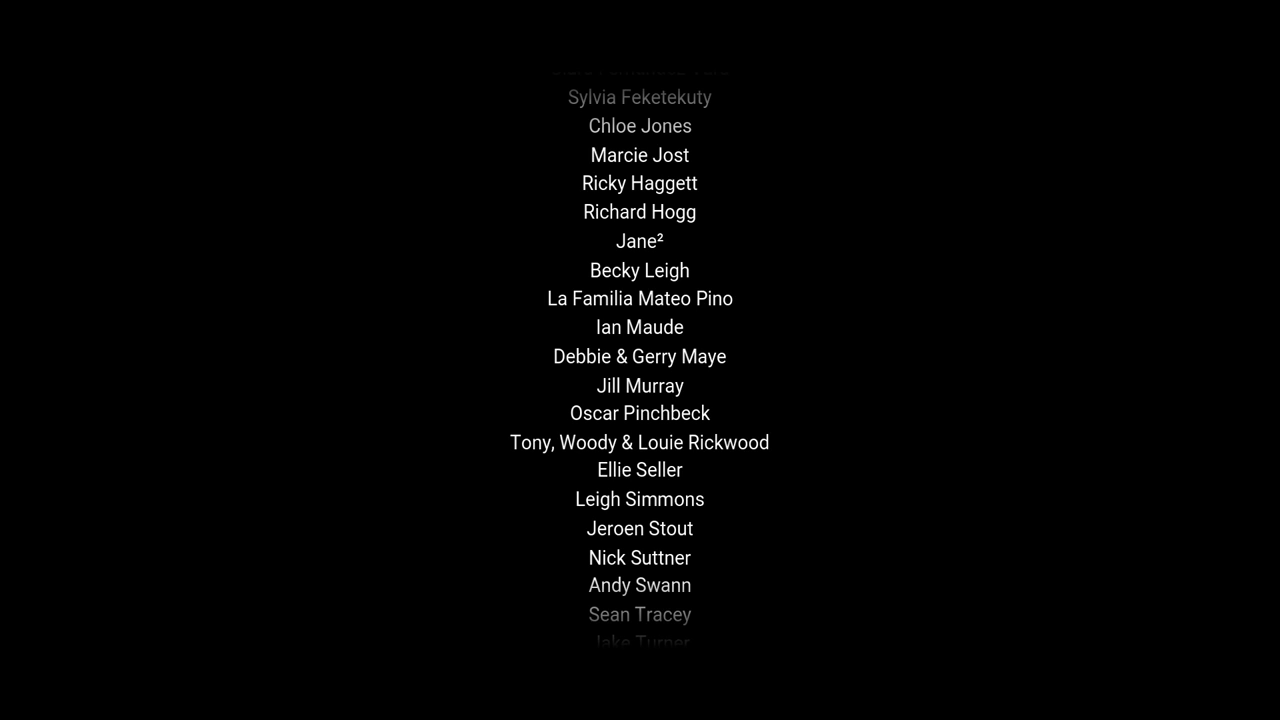 Sylvia Feketekuty
Chloe Jones
Marcie Jost
Ricky Haggett
Richard Hogg
Jane²
Becky Leigh
La Familia Mateo Pino
Ian Maude
Debbie & Gerry Maye
Jill Murray
Oscar Pinchbeck
Tony, Woody & Louie Rickwood
Ellie Seller
Leigh Simmons
Jeroen Stout
Nick Suttner
Andy Swann
Sean Tracey
Jake Turner